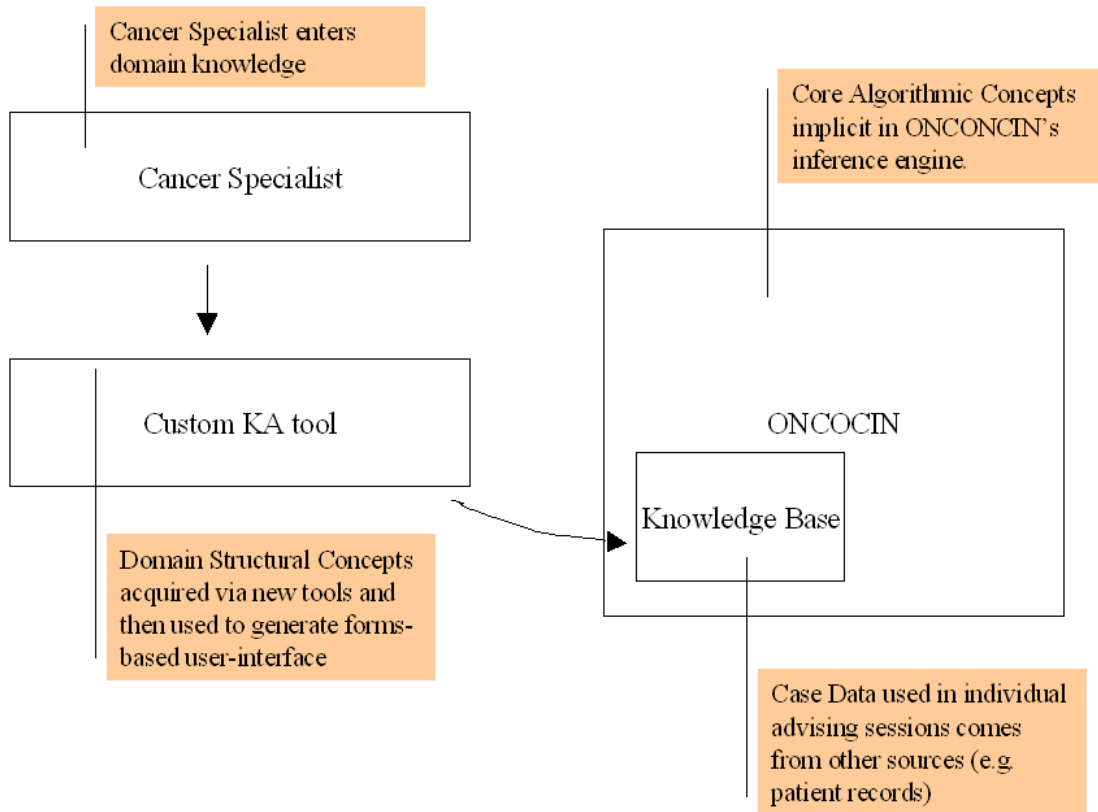 Cancer Specialist enters
domain knowledge
Cancer Specialist
Custom KA tool
Domain Structural Concepts
acquired via new tools and
then used to generate forms-
based user-interface
Core Algorithmic Concepts
implicit in ONCONCIN's
inference engine.
ONCOCIN
Knowledge Base
Case Data used in individual
advising sessions comes
from other sources (e.g.
patient records)